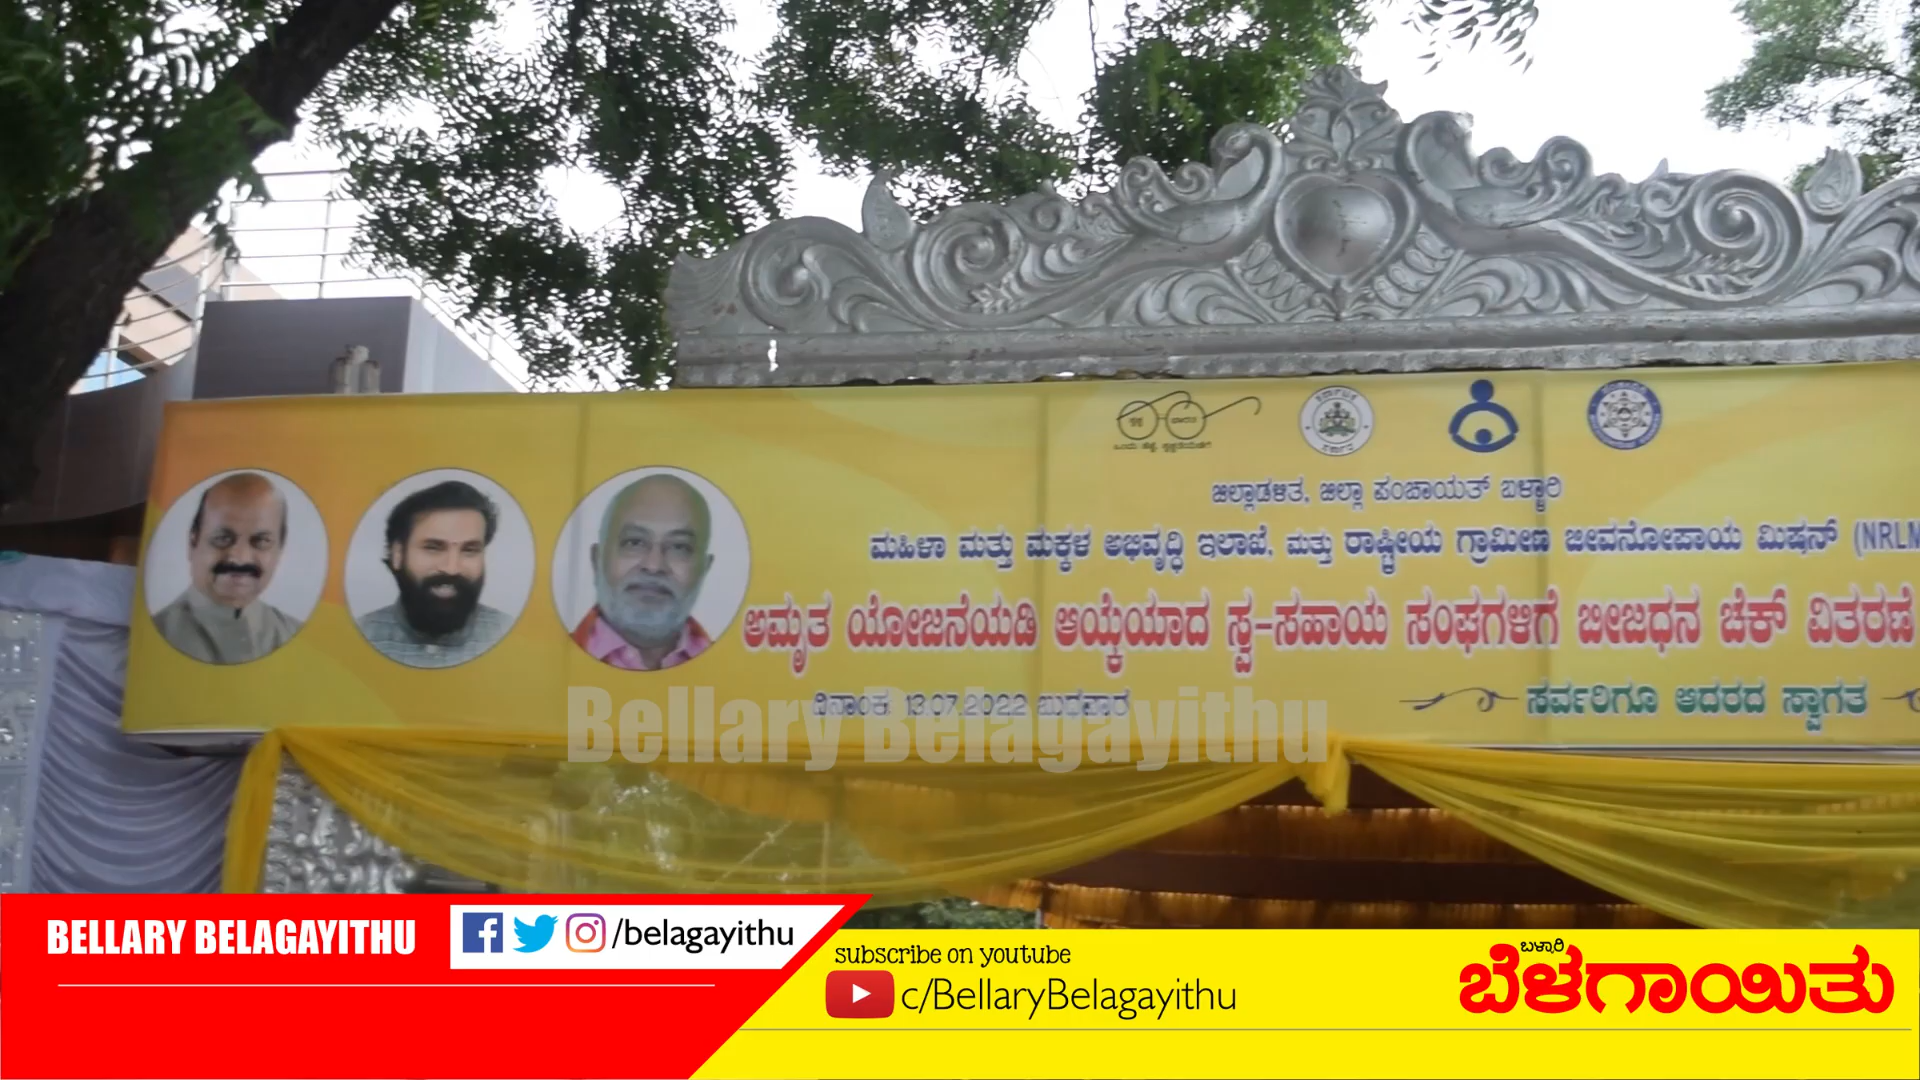 ಜಿಲ್ಲಾಡಳಿತ, ಜಿಲ್ಲಾ ಪಂಚಾಯತ್ ಬಳ್ಳಾರಿ
ಮಹಿಳಾ ಮತ್ತು ಮಕ್ಕಳ ಅಭಿವೃದ್ಧಿ ಇಲಾಖೆ, ಮತ್ತು ರಾಷ್ಟ್ರೀಯ ಗ್ರಾಮೀಣ ಜೀವನೋಪಾಯ ಮಿಷನ್ (NRLM
ಅಮೃತ ಯೋಜನೆಯಡಿ ಆಯ್ಕೆಯಾದ ಸ್ವ-ಸಹಾಯ ಸಂಘಗಳಿಗೆ ಬೀಜಧನ ಚೆಕ್ ವಿತರಣೆ
ದಿನಾಂಕ: 13.07.2022 ಬುಧವಾರ
ಸರ್ವರಿಗೂ ಆದರದ ಸ್ವಾಗತ
Bellary Belagayithu
BELLARY BELAGAYITHU
/belagayithu
subscribe on youtube
c/BellaryBelagayithu
ಬಳ್ಳಾರಿ
ಬೆಳಗಾಯಿತು